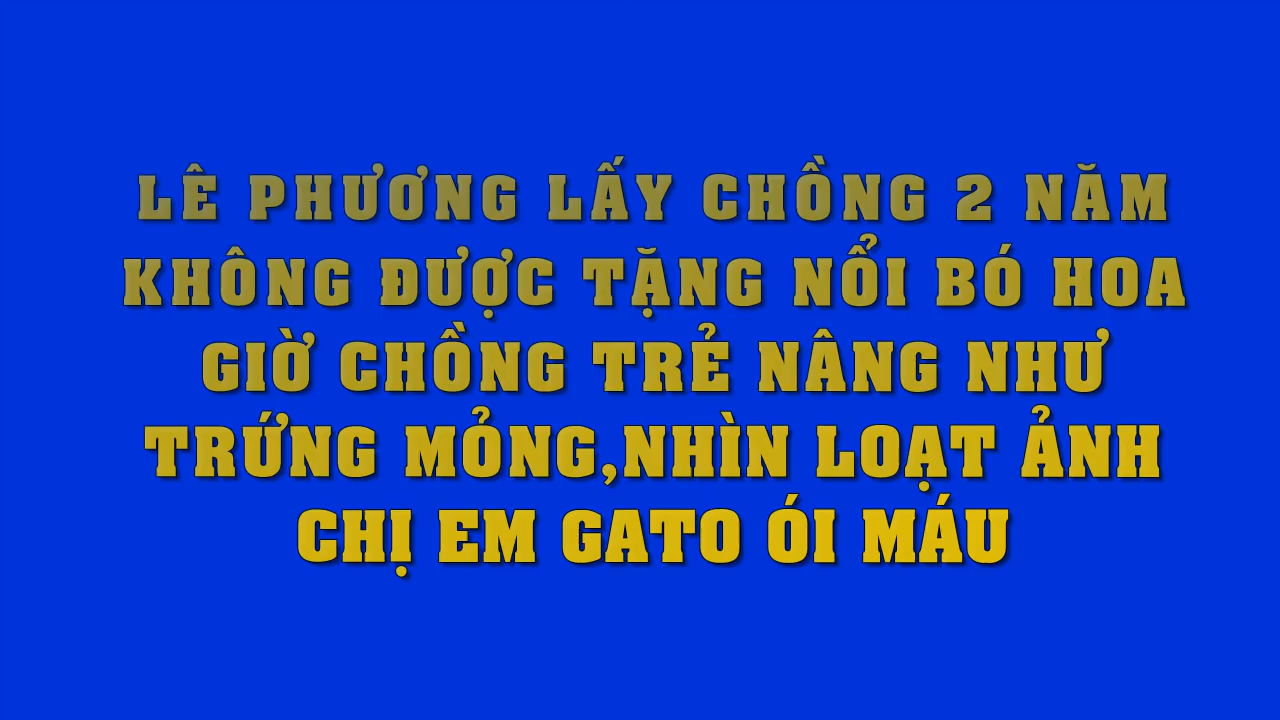 LÊ PHƯƠNG LẤY CHỒNG 2 NĂM
KHÔNG ĐƯỢC TẶNG NỔI BÓ HOA
GIỜ CHỒNG TRẺ NÂNG NHƯ
TRỨNG MỎNG,NHÌN LOẠT ẢNH
CHỊ EM GATO ÓI MÁU